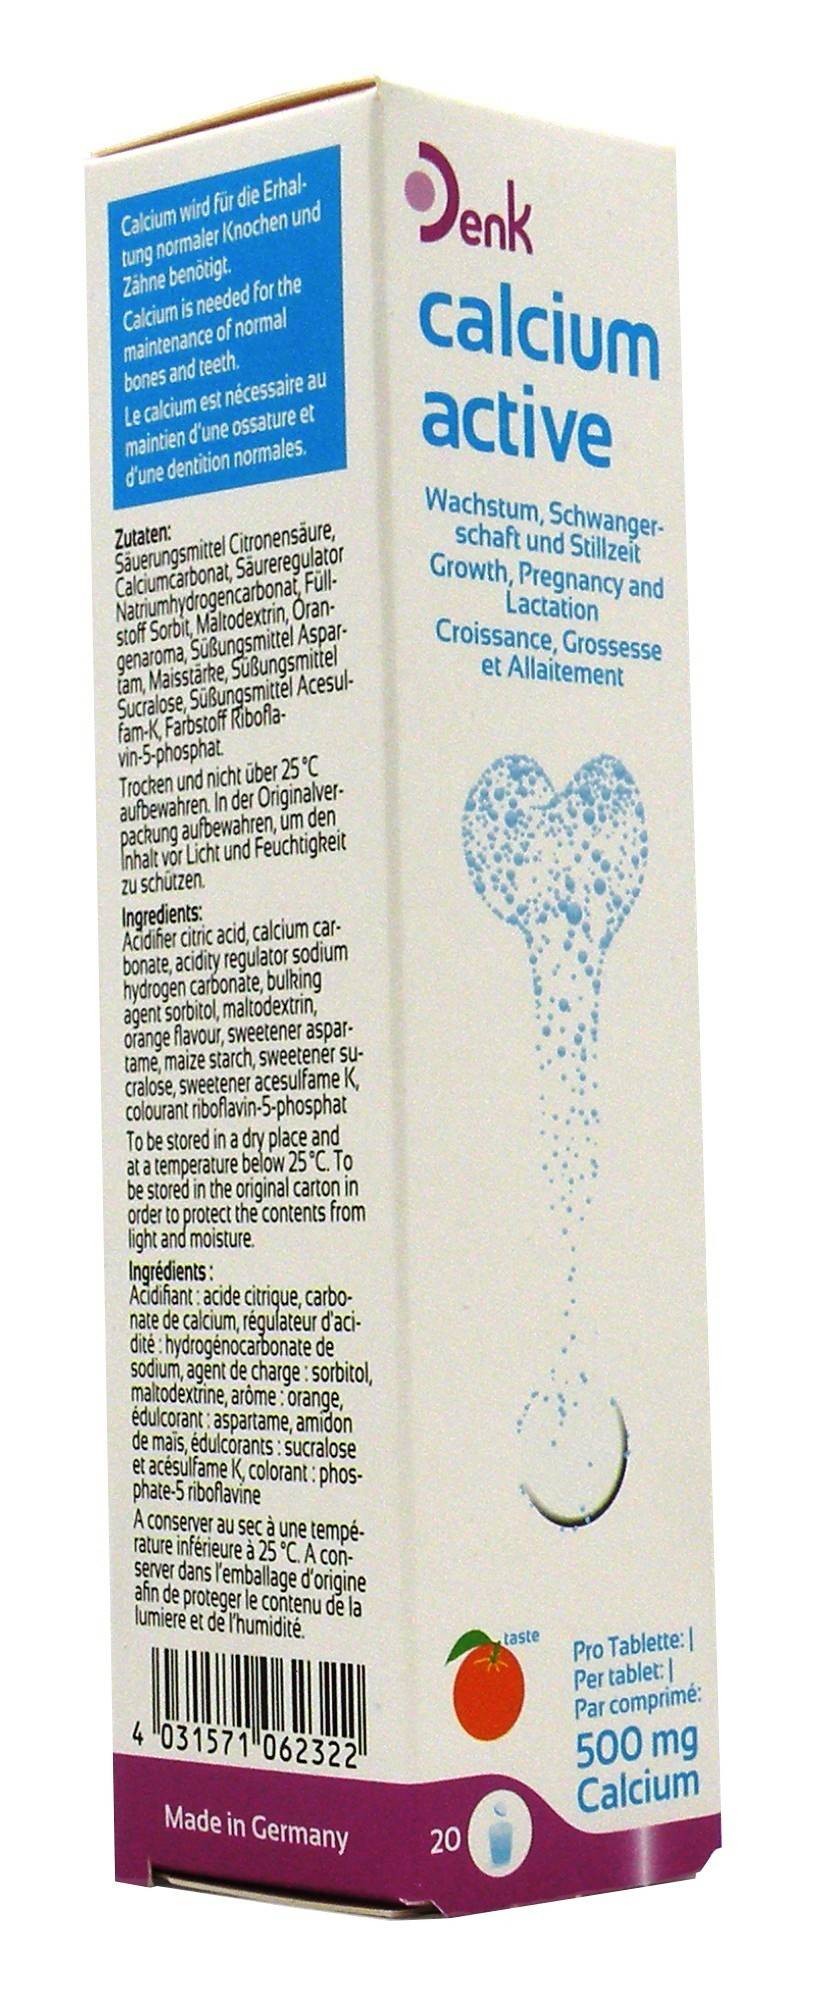 Calcium wird für die Erhal-
tung normaler Knochen und
Zähne benötigt.
Calcium is needed for the
maintenance of normal
bones and teeth.
Le calcium est nécessaire au
maintien d'une ossature et
d'une dentition normales.
Zutaten:
Säuerungsmittel Citronensäure,
Calciumcarbonat, Säureregulator
Natriumhydrogencarbonat, Füll-
stoff Sorbit, Maltodextrin, Oran-
genaroma, Süßungsmittel Aspar-
tam, Maisstärke, Süßungsmittel
Sucralose, Süßungsmittel Acesul-
fam-K, Farbstoff Ribofla-
vin-5-phosphat.
Trocken und nicht über 25 °C
aufbewahren. In der Originalver-
packung aufbewahren, um den
Inhalt vor Licht und Feuchtigkeit
zu schützen.
Ingredients:
Acidifier citric acid, calcium car-
bonate, acidity regulator sodium
hydrogen carbonate, bulking
agent sorbitol, maltodextrin,
orange flavour, sweetener aspar-
tame, maize starch, sweetener su-
cralose, sweetener acesulfame K,
colourant riboflavin-5-phosphat
To be stored in a dry place and
at a temperature below 25 °C. To
be stored in the original carton in
order to protect the contents from
light and moisture.
Ingrédients :
Acidifiant : acide citrique, carbo-
nate de calcium, régulateur d'aci-
dité : hydrogénocarbonate de
sodium, agent de charge : sorbitol,
maltodextrine, arôme : orange,
édulcorant : aspartame, amidon
de maïs, édulcorants : sucralose
et acésulfame K, colorant : phos-
phate-5 riboflavine
A conserver au sec à une tempé-
rature inférieure à 25 °C. A con-
server dans l'emballage d'origine
afin de proteger le contenu de la
lumiere et de l'humidité.
4 031571 062322
Made in Germany
Denk
calcium
active
Wachstum, Schwanger-
schaft und Stillzeit
Growth, Pregnancy and
Lactation
Croissance, Grossesse
et Allaitement
taste
Pro Tablette: |
Per tablet: |
Par comprimé:
500 mg
Calcium
20